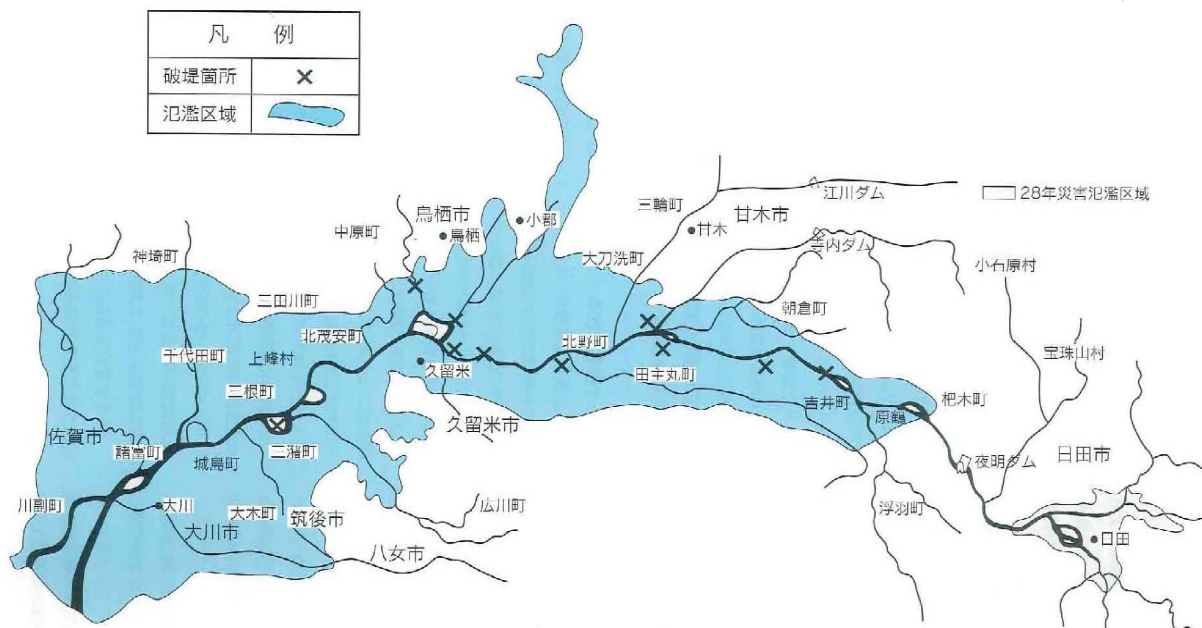 凡 例
破堤箇所
氾濫区域
28年災害氾濫区域
江川ダム
三輪町
甘木市
甘木
寺内ダム
小石原村
鳥栖市
鳥栖
小郡
中原町
神埼町
大刀洗町
朝倉町
三田川町
北茂安町
北野町
宝珠山村
千代田町
上峰村
久留米
田主丸町
三根町
吉井町
原鶴
杷木町
佐賀市
久留米市
諸富町
三潴町
夜明ダム
日田市
城島町
川副町
大川
大木町
筑後市
広川町
浮羽町
大川市
八女市
日田